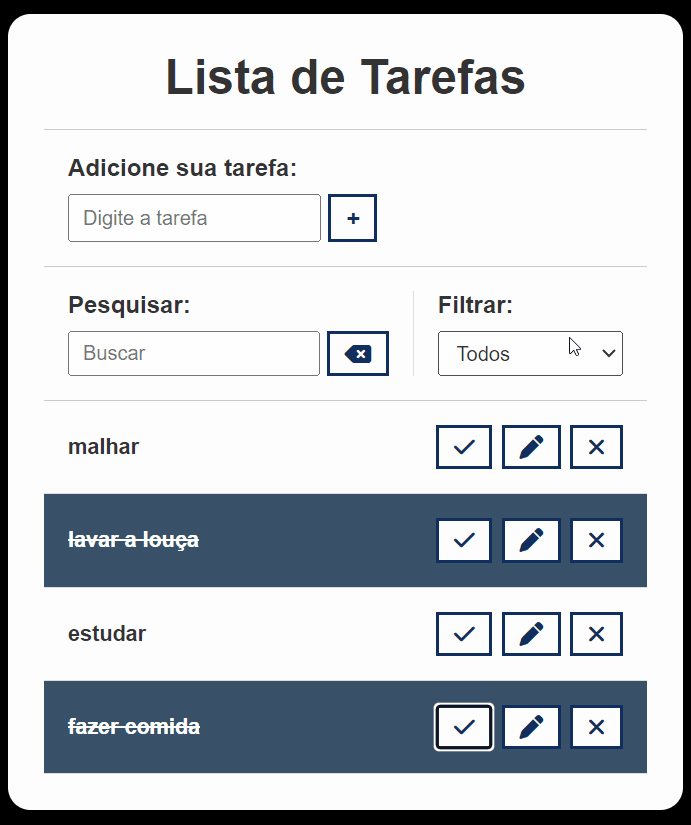 Lista de Tarefas
Adicione sua tarefa:
Digite a tarefa
+
Pesquisar:
Filtrar:
Buscar
Todos
malhar
lavar a louça
estudar
fazer comida